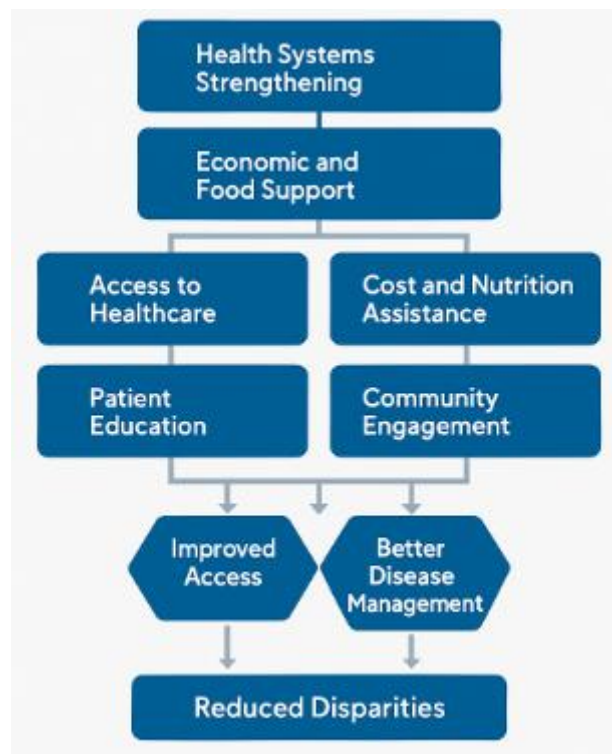 Health Systems
Strengthening
Economic and
Food Support
Access to
Healthcare
Cost and Nutrition
Assistance
Patient
Education
Community
Engagement
Improved
Access
Better
Disease
Management
Reduced Disparities